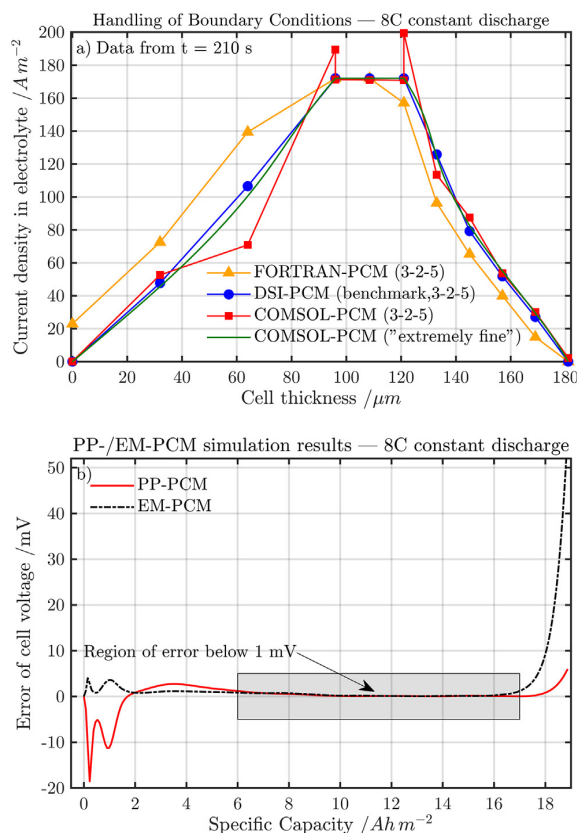 Handling of Boundary Conditions — 8C constant discharge
a) Data from t = 210 s
Current density in electrolyte /A m⁻²
200
180
160
140
120
100
80
60
40
20
0
FORTRAN-PCM (3-2-5)
DSI-PCM (benchmark,3-2-5)
COMSOL-PCM (3-2-5)
COMSOL-PCM ("extremely fine")
0 20 40 60 80 100 120 140 160 180
Cell thickness /μm
PP-/EM-PCM simulation results — 8C constant discharge
b)
PP-PCM
EM-PCM
Error of cell voltage /mV
50
40
30
20
10
0
-10
-20
Region of error below 1 mV
0 2 4 6 8 10 12 14 16 18
Specific Capacity /Ah m⁻²